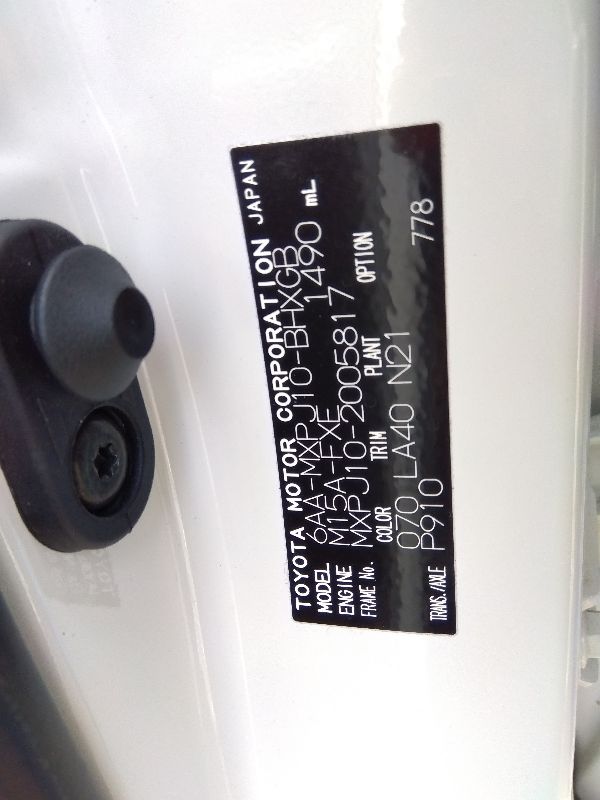 TOYOTA MOTOR CORPORATION JAPAN
MODEL 6AA-MXPJ10-BHXGB
ENGINE M15A-FXE 1490 mL
FRAME No. MXPJ10-2005817
COLOR TRIM PLANT OPTION
070 LA40 N21
TRANS./AXLE P910 778